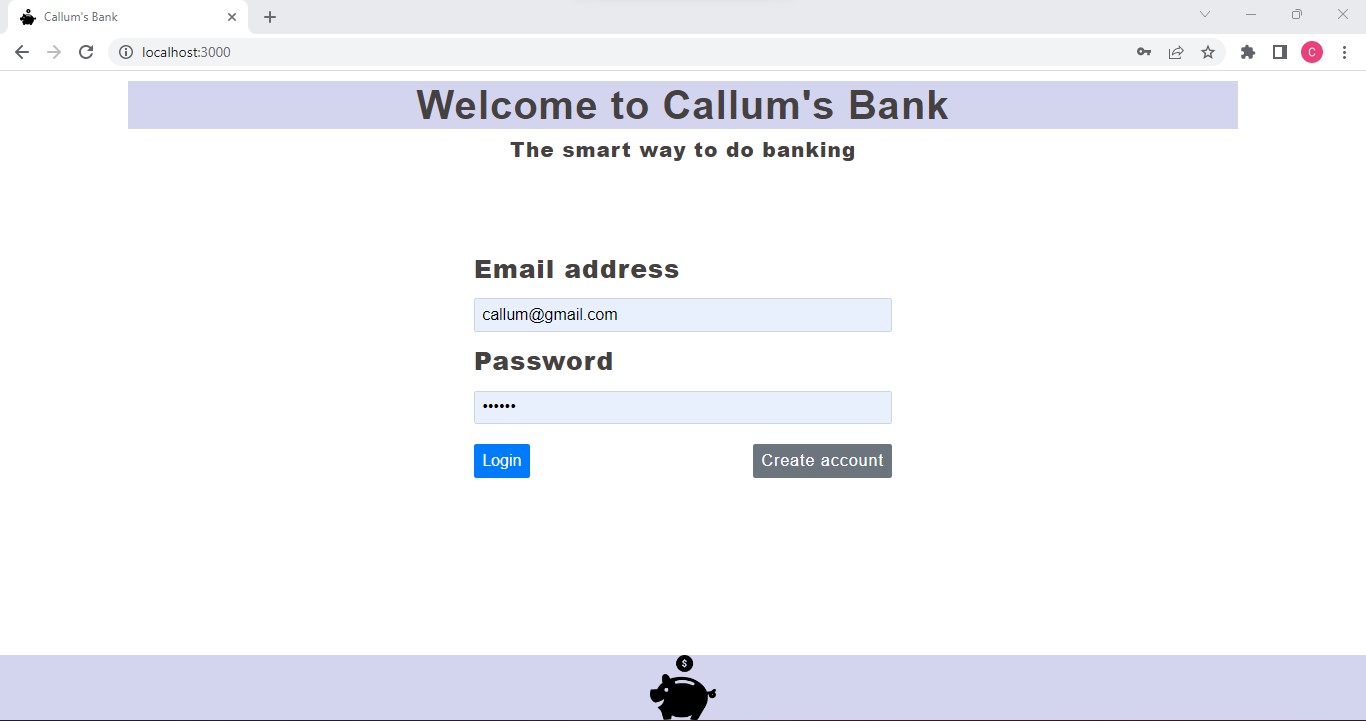 Callum's Bank
localhost:3000
C
Welcome to Callum's Bank
The smart way to do banking
Email address
callum@gmail.com
Password
••••••
Login Create account
$